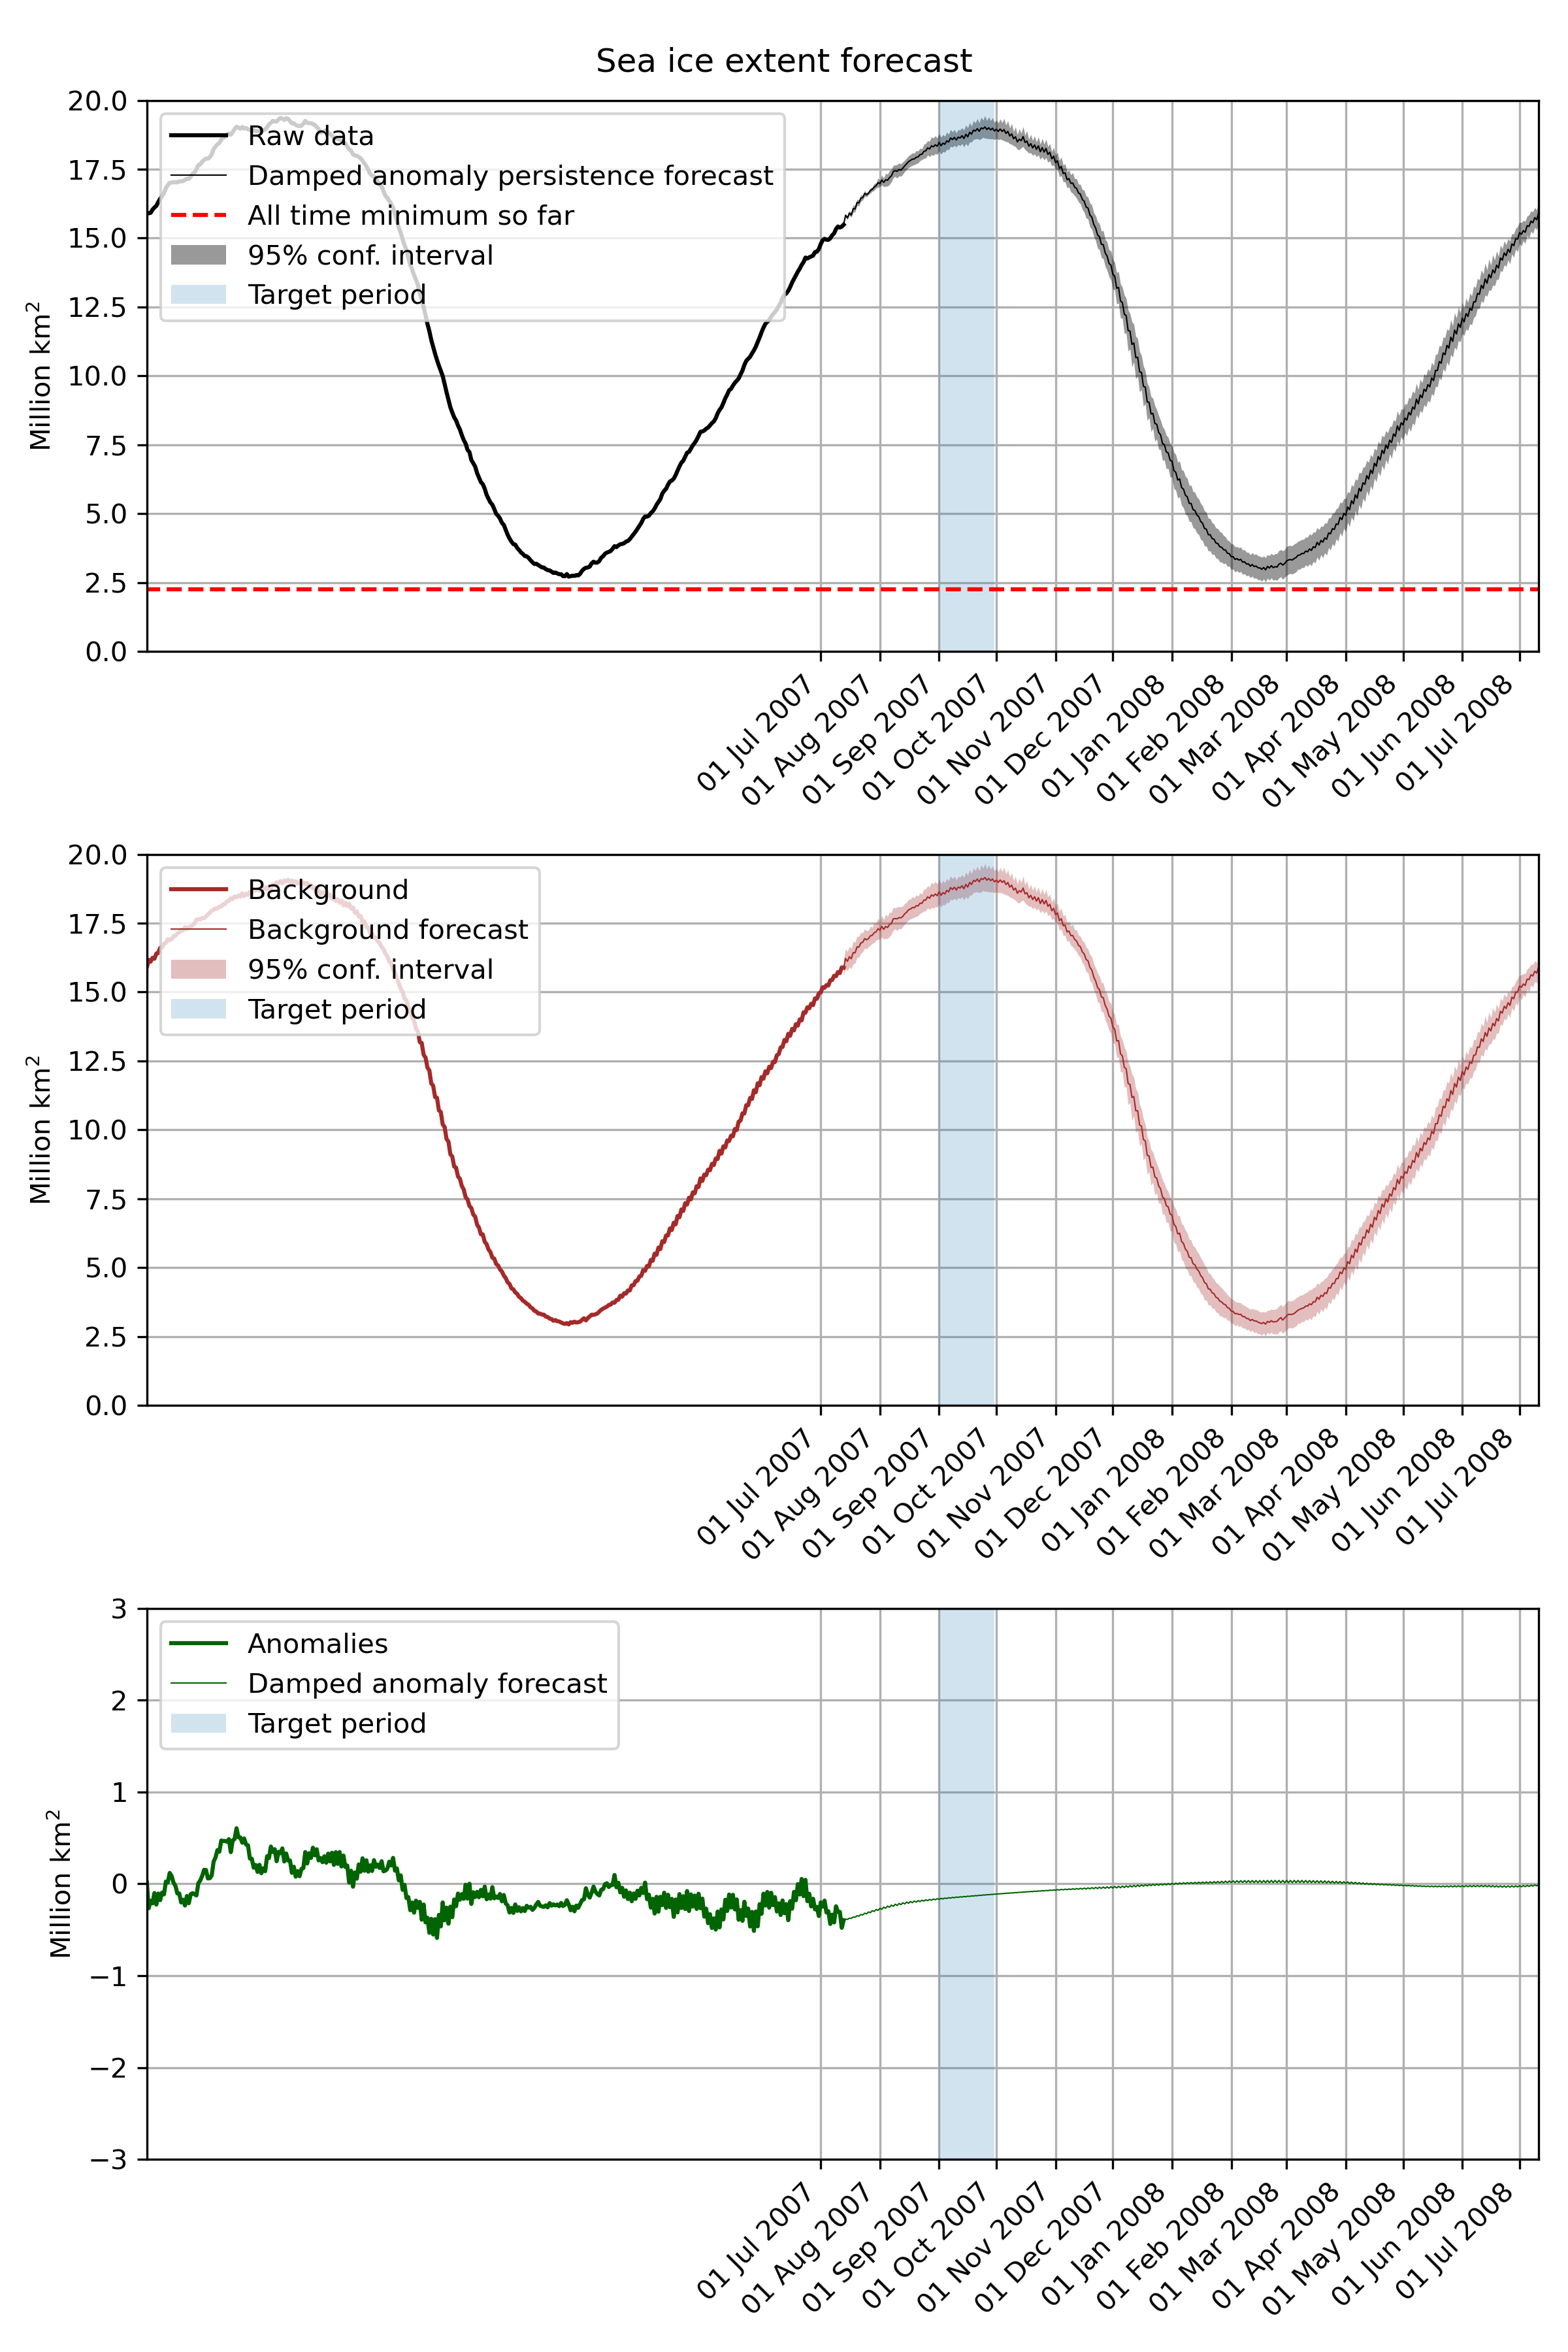 Sea ice extent forecast
20.0
17.5
15.0
12.5
10.0
7.5
5.0
2.5
0.0
Million km²
Raw data
Damped anomaly persistence forecast
All time minimum so far
95% conf. interval
Target period
01 Jul 2007
01 Aug 2007
01 Sep 2007
01 Oct 2007
01 Nov 2007
01 Dec 2007
01 Jan 2008
01 Feb 2008
01 Mar 2008
01 Apr 2008
01 May 2008
01 Jun 2008
01 Jul 2008
20.0
17.5
15.0
12.5
10.0
7.5
5.0
2.5
0.0
Million km²
Background
Background forecast
95% conf. interval
Target period
01 Jul 2007
01 Aug 2007
01 Sep 2007
01 Oct 2007
01 Nov 2007
01 Dec 2007
01 Jan 2008
01 Feb 2008
01 Mar 2008
01 Apr 2008
01 May 2008
01 Jun 2008
01 Jul 2008
3
2
1
0
−1
−2
−3
Million km²
Anomalies
Damped anomaly forecast
Target period
01 Jul 2007
01 Aug 2007
01 Sep 2007
01 Oct 2007
01 Nov 2007
01 Dec 2007
01 Jan 2008
01 Feb 2008
01 Mar 2008
01 Apr 2008
01 May 2008
01 Jun 2008
01 Jul 2008